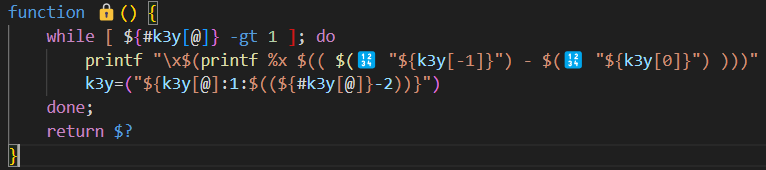 function 🔒() {
    while [ ${#k3y[@]} -gt 1 ]; do
        printf "\x$(printf %x $(( $(🔢 "${k3y[-1]}") - $(🔢 "${k3y[0]}") )))"
        k3y=("${k3y[@]:1:$((${#k3y[@]}-2))}")
    done;
    return $?
}